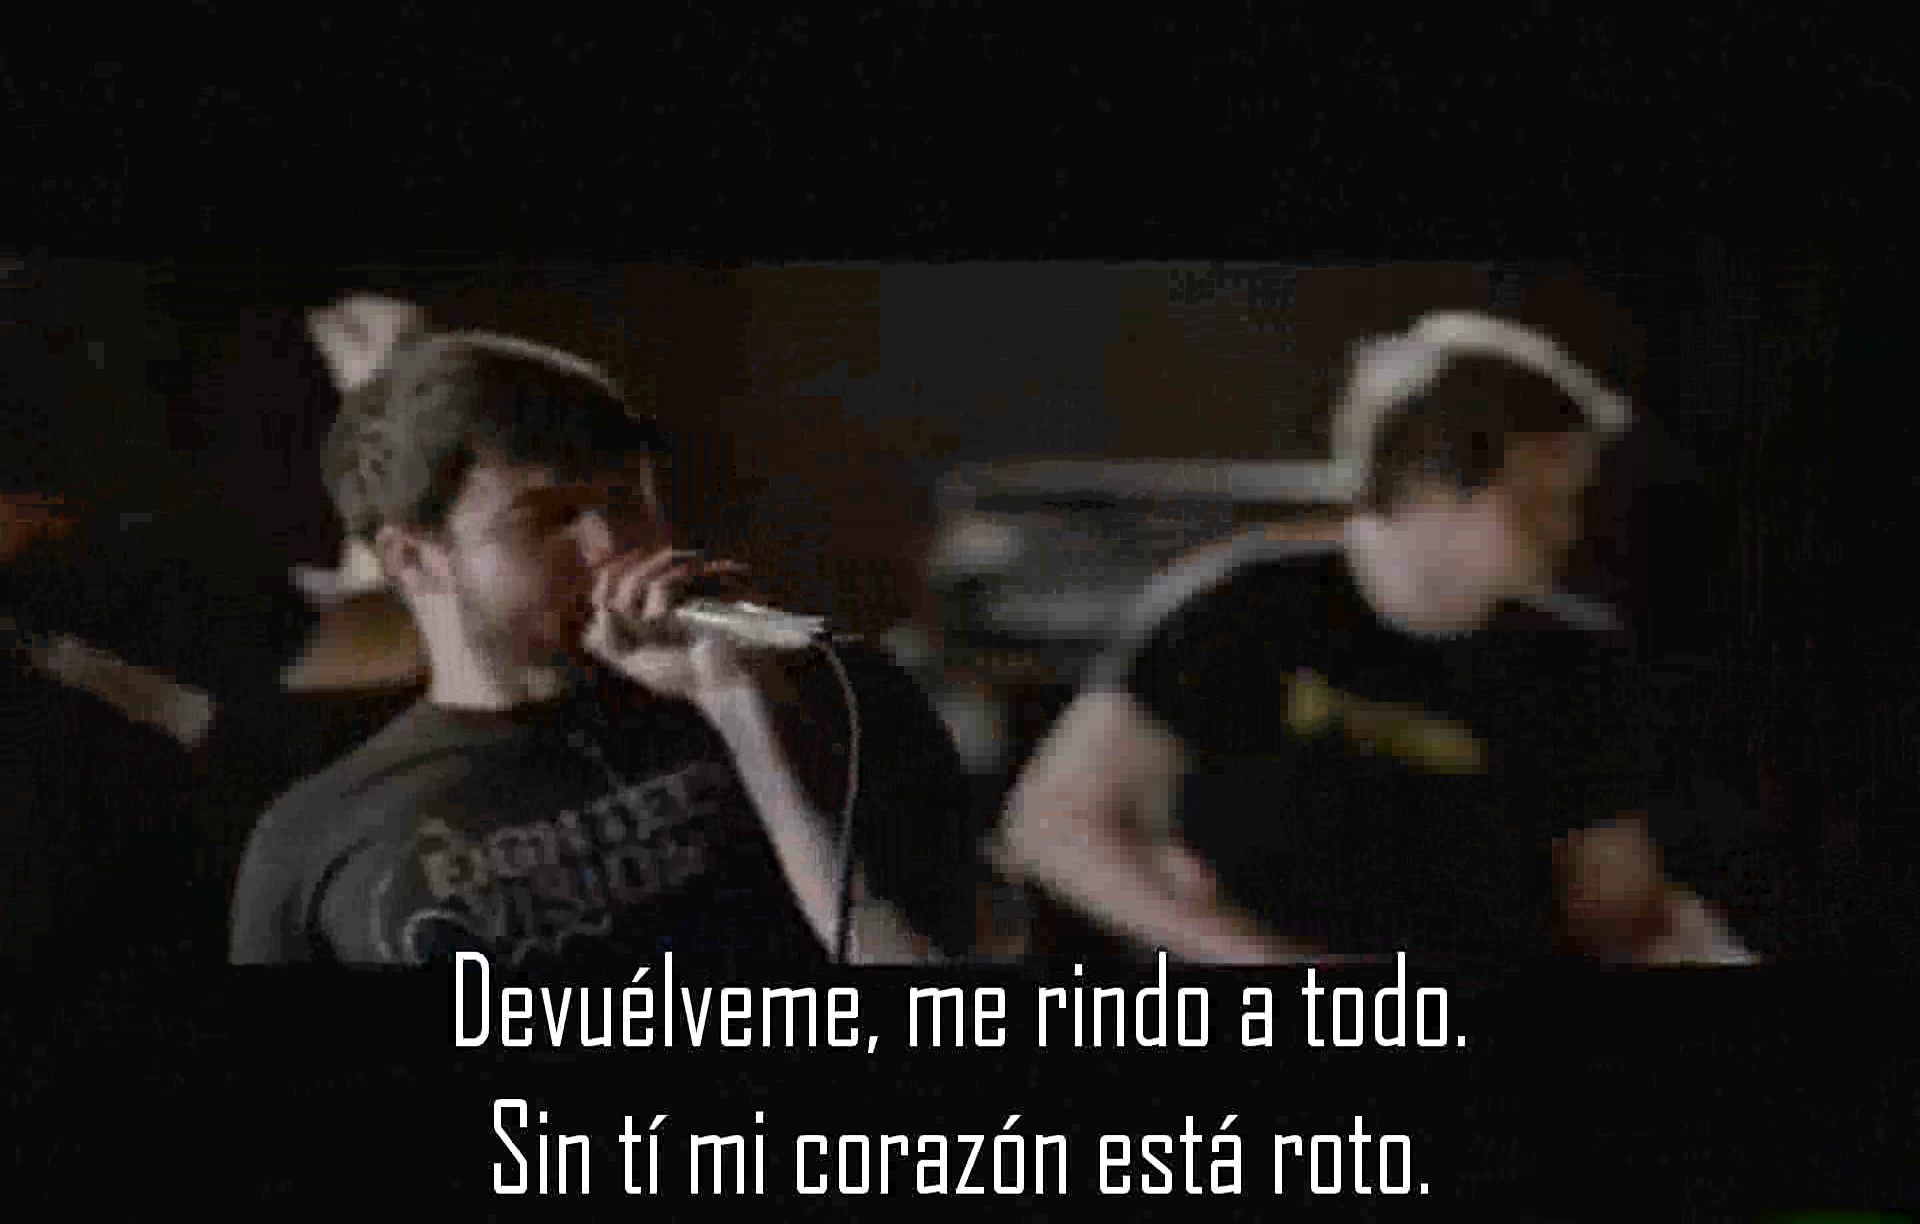 Devuélveme, me rindo a todo.
Sin tí mi corazón está roto.